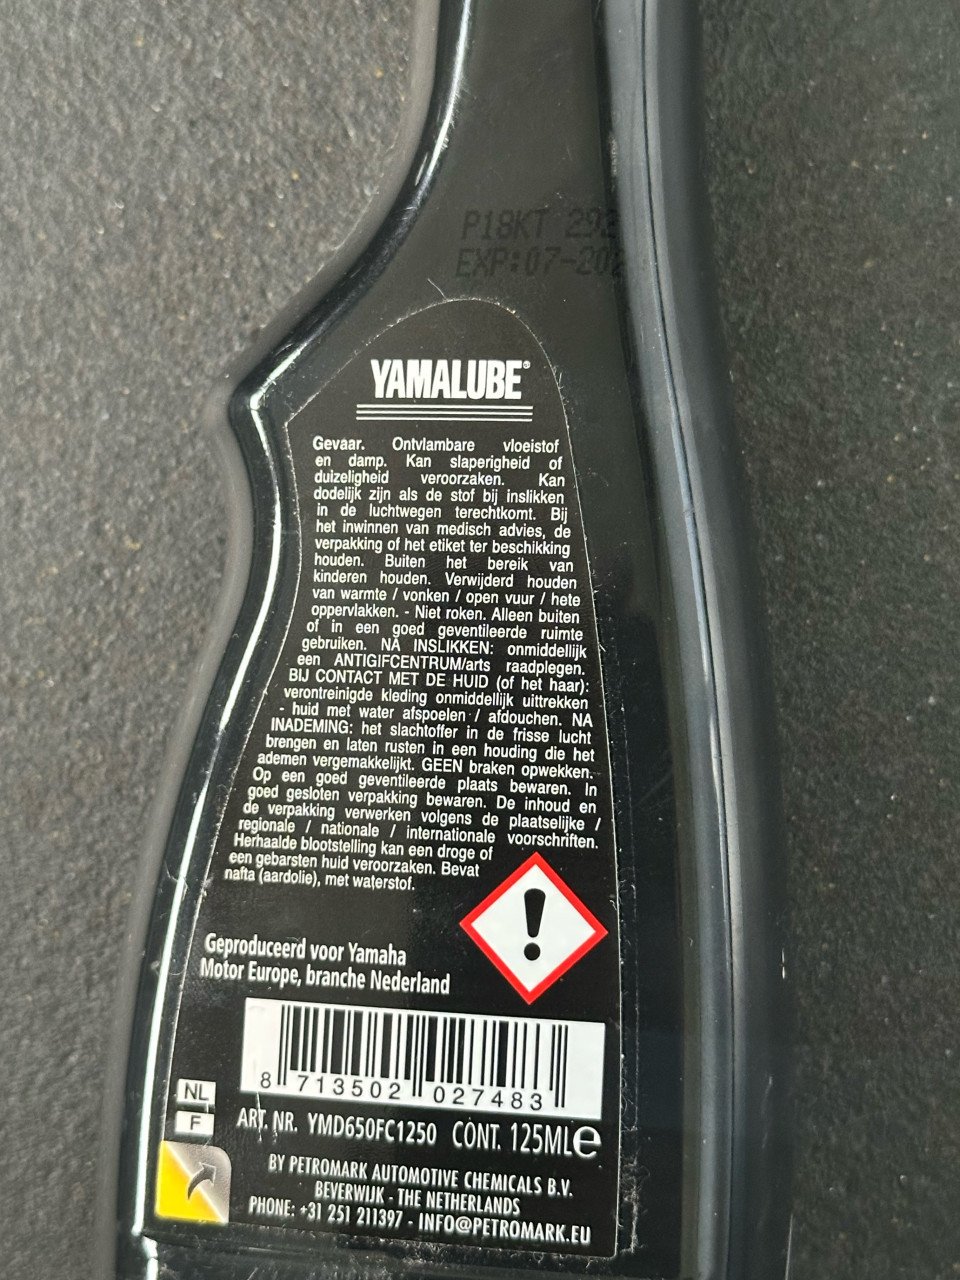 P18KT 292
EXP:07-202
YAMALUBE®
Gevaar. Ontvlambare vloeistof
en damp. Kan slaperigheid of
duizeligheid veroorzaken. Kan
dodelijk zijn als de stof bij inslikken
in de luchtwegen terechtkomt. Bij
het inwinnen van medisch advies, de
verpakking of het etiket ter beschikking
houden. Buiten het bereik van
kinderen houden. Verwijderd houden
van warmte / vonken / open vuur / hete
oppervlakken. - Niet roken. Alleen buiten
of in een goed geventileerde ruimte
gebruiken. NA INSLIKKEN: onmiddellijk
een ANTIGIFCENTRUM/arts raadplegen.
BIJ CONTACT MET DE HUID (of het haar):
verontreinigde kleding onmiddellijk uittrekken
- huid met water afspoelen / afdouchen. NA
INADEMING: het slachtoffer in de frisse lucht
brengen en laten rusten in een houding die het
ademen vergemakkelijkt. GEEN braken opwekken.
Op een goed geventileerde plaats bewaren. In
goed gesloten verpakking bewaren. De inhoud en
de verpakking verwerken volgens de plaatselijke /
regionale / nationale / internationale voorschriften.
Herhaalde blootstelling kan een droge of
een gebarsten huid veroorzaken. Bevat
nafta (aardolie), met waterstof.
Geproduceerd voor Yamaha
Motor Europe, branche Nederland
8 713502 027483
NL
F
ART. NR. YMD650FC1250 CONT. 125ML℮
BY PETROMARK AUTOMOTIVE CHEMICALS B.V.
BEVERWIJK - THE NETHERLANDS
PHONE: +31 251 211397 - INFO@PETROMARK.EU